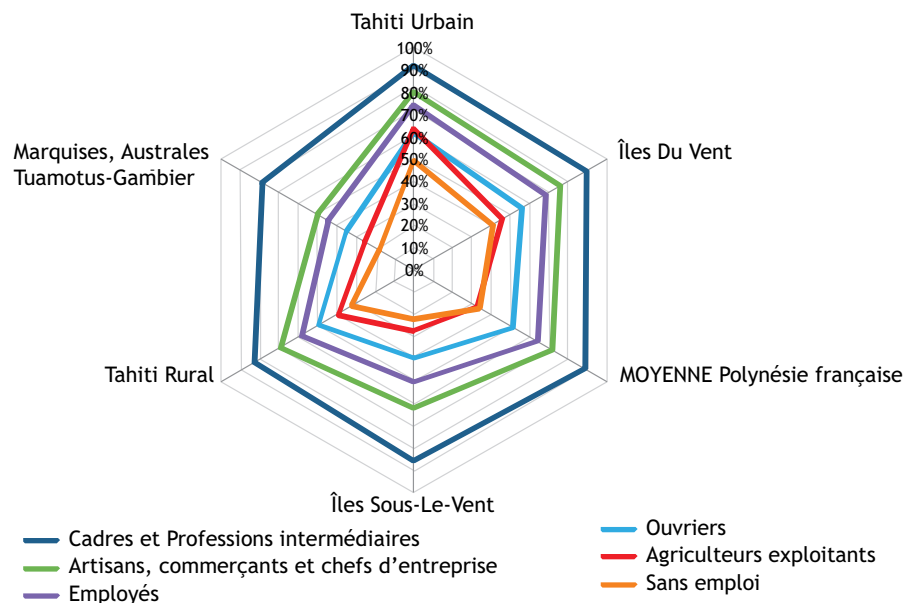 Tahiti Urbain
100%
90%
80%
70%
60%
50%
40%
30%
20%
10%
0%
Îles Du Vent
MOYENNE Polynésie française
Îles Sous-Le-Vent
Tahiti Rural
Marquises, Australes
Tuamotus-Gambier
Cadres et Professions intermédiaires
Artisans, commerçants et chefs d’entreprise
Employés
Ouvriers
Agriculteurs exploitants
Sans emploi